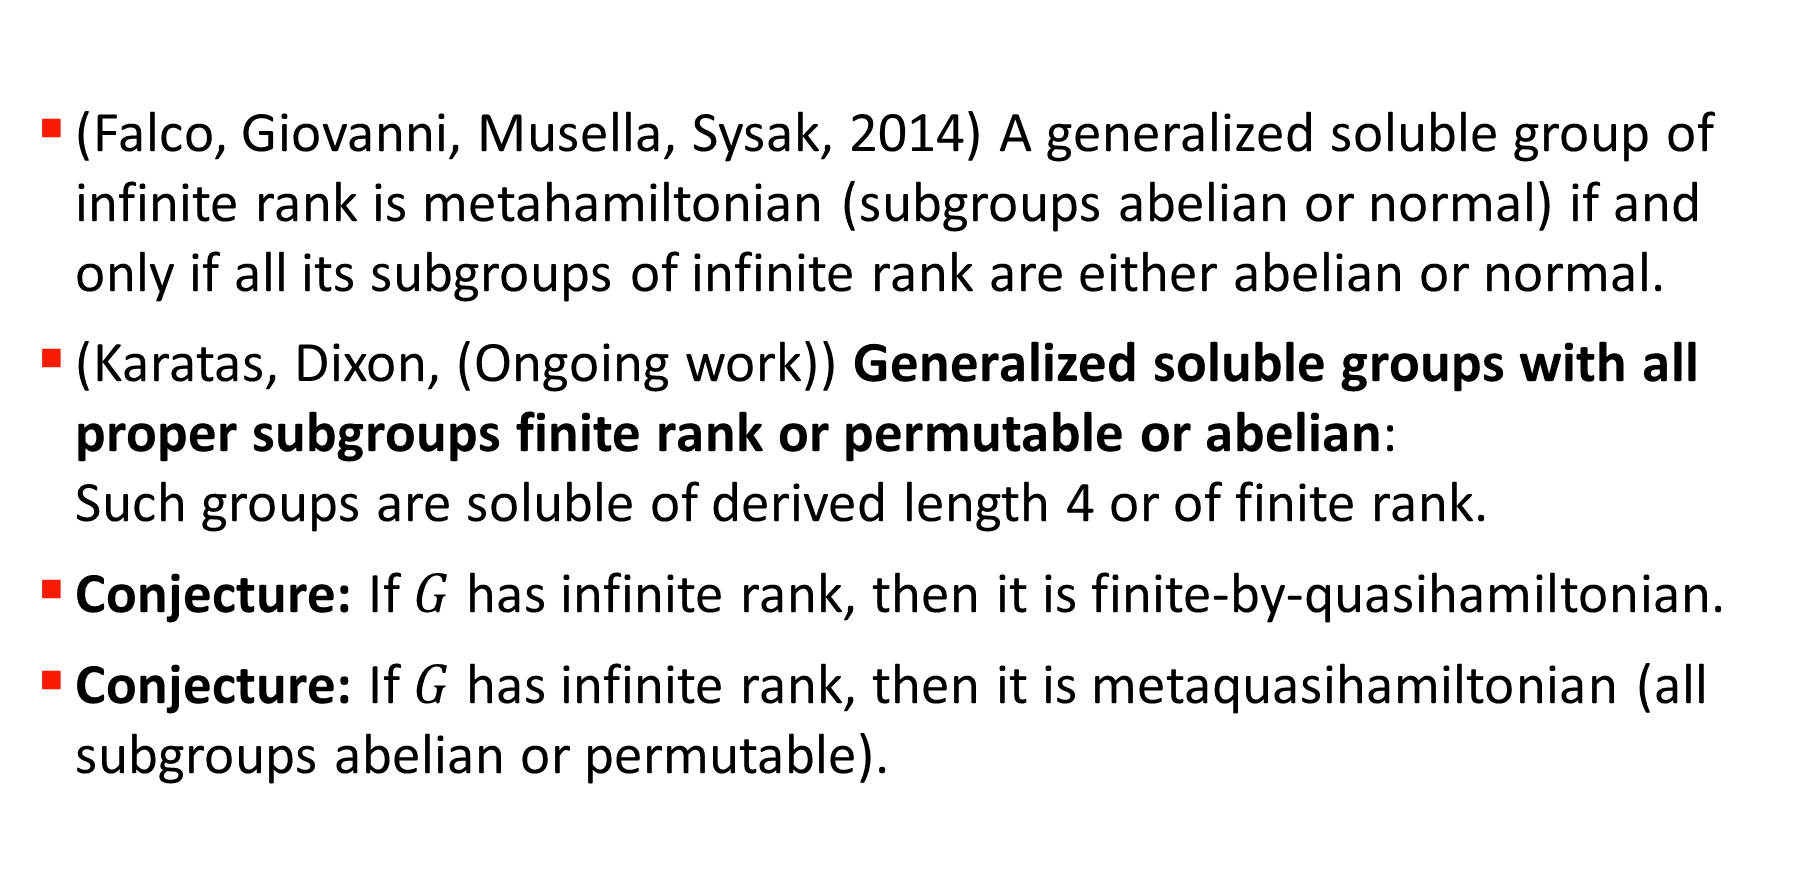 ▪ (Falco, Giovanni, Musella, Sysak, 2014) A generalized soluble group of
infinite rank is metahamiltonian (subgroups abelian or normal) if and
only if all its subgroups of infinite rank are either abelian or normal.
▪ (Karatas, Dixon, (Ongoing work)) Generalized soluble groups with all
proper subgroups finite rank or permutable or abelian:
Such groups are soluble of derived length 4 or of finite rank.
▪ Conjecture: If 𝐺 has infinite rank, then it is finite-by-quasihamiltonian.
▪ Conjecture: If 𝐺 has infinite rank, then it is metaquasihamiltonian (all
subgroups abelian or permutable).